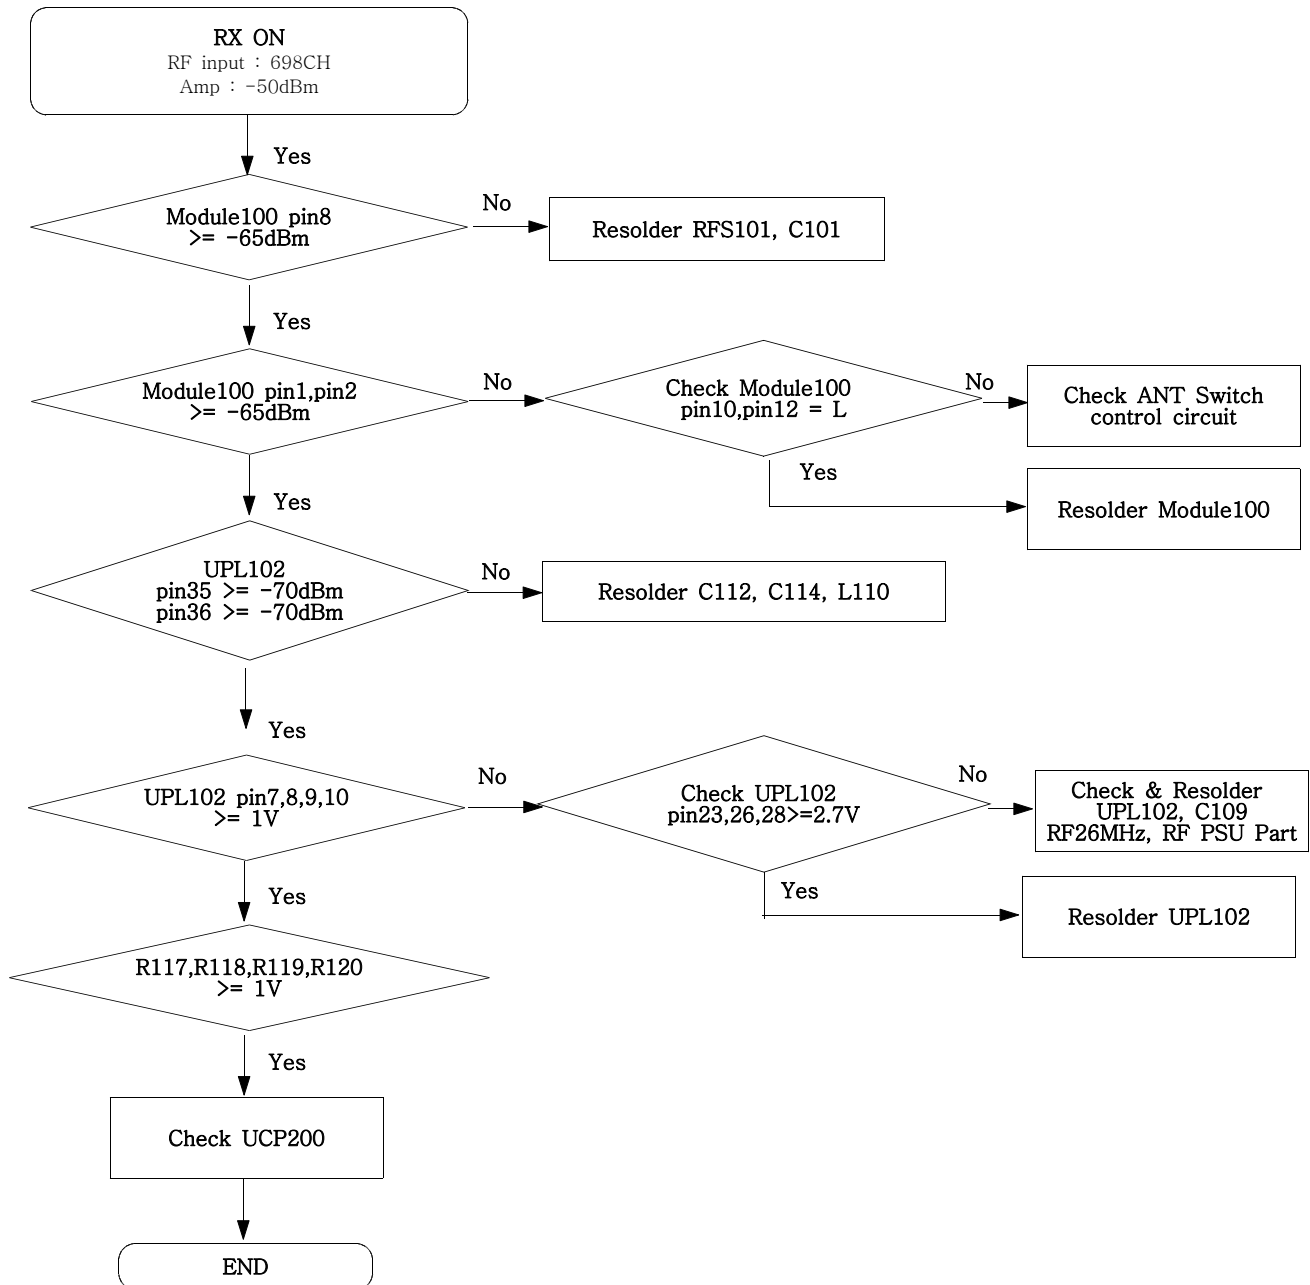 RX ON
RF input : 698CH
Amp : -50dBm
Yes
Module100 pin8
>= -65dBm
No
Resolder RFS101, C101
Yes
Module100 pin1,pin2
>= -65dBm
No
Check Module100
pin10,pin12 = L
No
Check ANT Switch
control circuit
Yes
Resolder Module100
Yes
UPL102
pin35 >= -70dBm
pin36 >= -70dBm
No
Resolder C112, C114, L110
Yes
UPL102 pin7,8,9,10
>= 1V
No
Check UPL102
pin23,26,28>=2.7V
No
Check & Resolder
UPL102, C109
RF26MHz, RF PSU Part
Yes
Resolder UPL102
Yes
R117,R118,R119,R120
>= 1V
Yes
Check UCP200
END